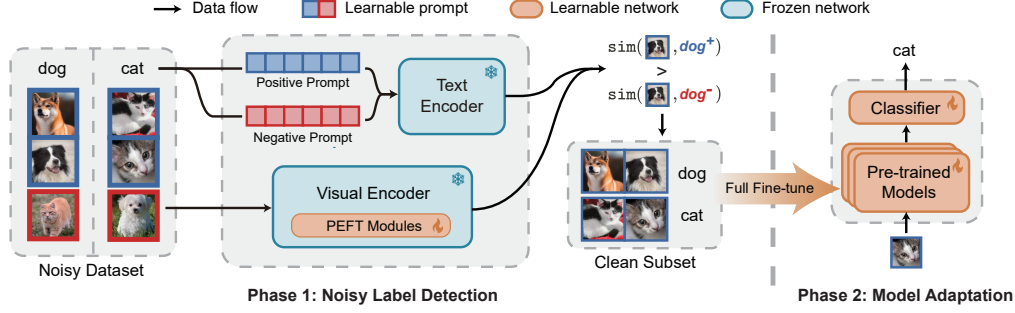 Data flow
Learnable prompt
Learnable network
Frozen network
dog
cat
Noisy Dataset
Positive Prompt
Negative Prompt
Text
Encoder
Visual Encoder
PEFT Modules
Phase 1: Noisy Label Detection
sim( , dog+)
>
sim( , dog-)
dog
cat
Clean Subset
Full Fine-tune
cat
Classifier
Pre-trained
Models
Phase 2: Model Adaptation